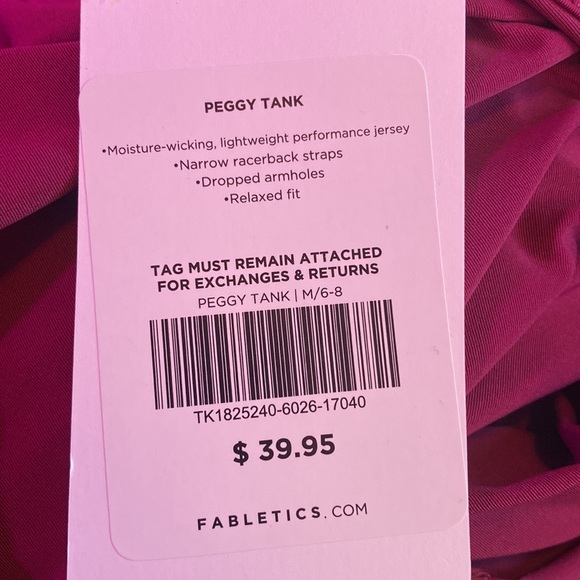 PEGGY TANK
•Moisture-wicking, lightweight performance jersey
•Narrow racerback straps
•Dropped armholes
•Relaxed fit
TAG MUST REMAIN ATTACHED
FOR EXCHANGES & RETURNS
PEGGY TANK | M/6-8
TK1825240-6026-17040
$ 39.95
FABLETICS.COM